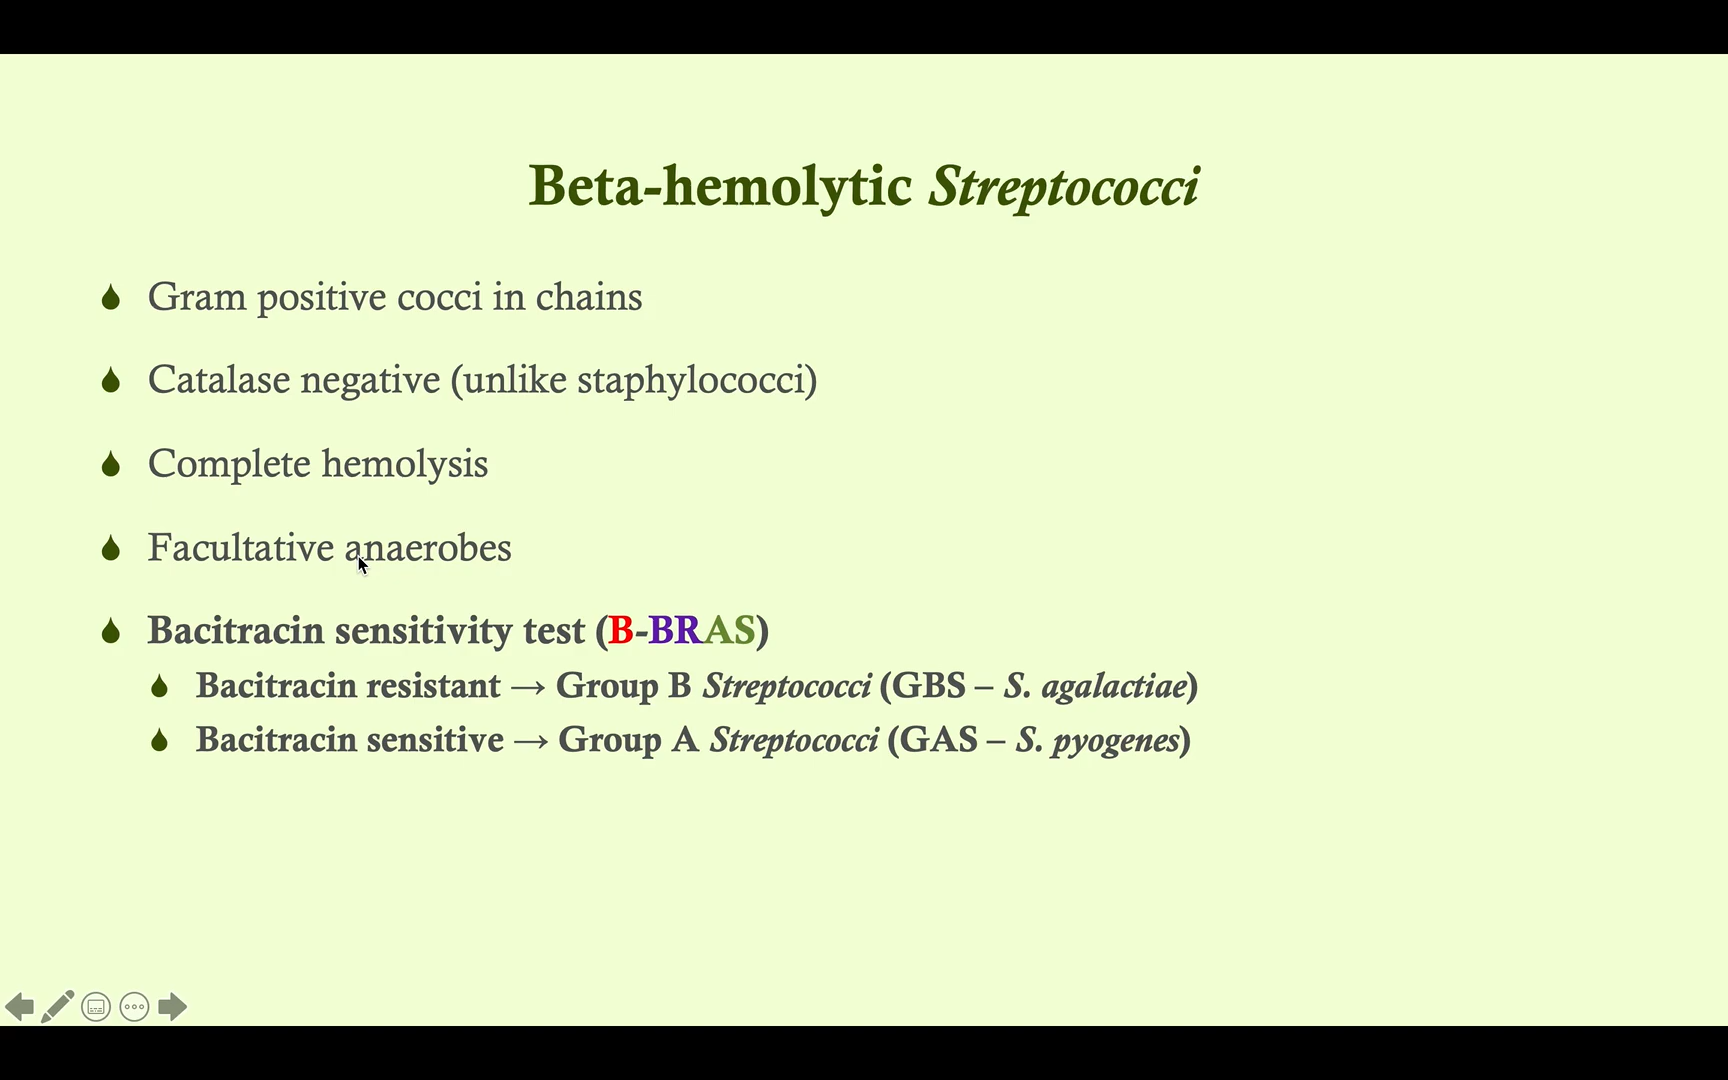 Beta-hemolytic Streptococci
Gram positive cocci in chains
Catalase negative (unlike staphylococci)
Complete hemolysis
Facultative anaerobes
Bacitracin sensitivity test (B-BRAS)
Bacitracin resistant → Group B Streptococci (GBS – S. agalactiae)
Bacitracin sensitive → Group A Streptococci (GAS – S. pyogenes)